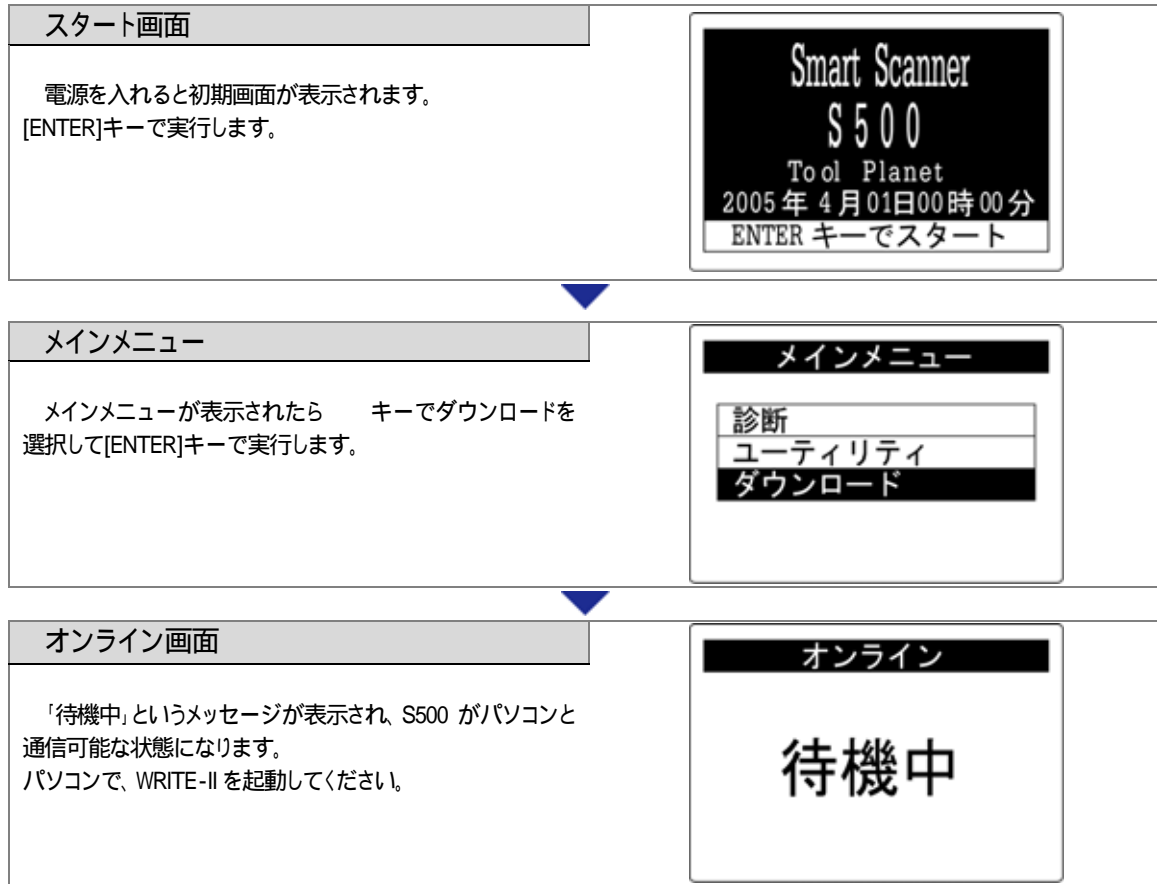 スタート画面
電源を入れると初期画面が表示されます。
[ENTER]キーで実行します。
Smart Scanner
S500
Tool Planet
2005年 4月01日00時00分
ENTER キーでスタート
メインメニュー
メインメニューが表示されたら　　キーでダウンロードを
選択して[ENTER]キーで実行します。
メインメニュー
診断
ユーティリティ
ダウンロード
オンライン画面
「待機中」というメッセージが表示され、S500 がパソコンと
通信可能な状態になります。
パソコンで、WRITE-II を起動してください。
オンライン
待機中